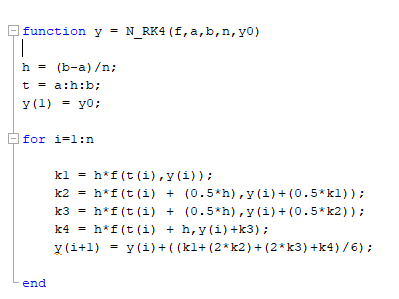 function y = N_RK4(f,a,b,n,y0)
h = (b-a)/n;
t = a:h:b;
y(1) = y0;
for i=1:n
k1 = h*f(t(i),y(i));
k2 = h*f(t(i) + (0.5*h),y(i)+(0.5*k1));
k3 = h*f(t(i) + (0.5*h),y(i)+(0.5*k2));
k4 = h*f(t(i) + h,y(i)+k3);
y(i+1) = y(i)+((k1+(2*k2)+(2*k3)+k4)/6);
end